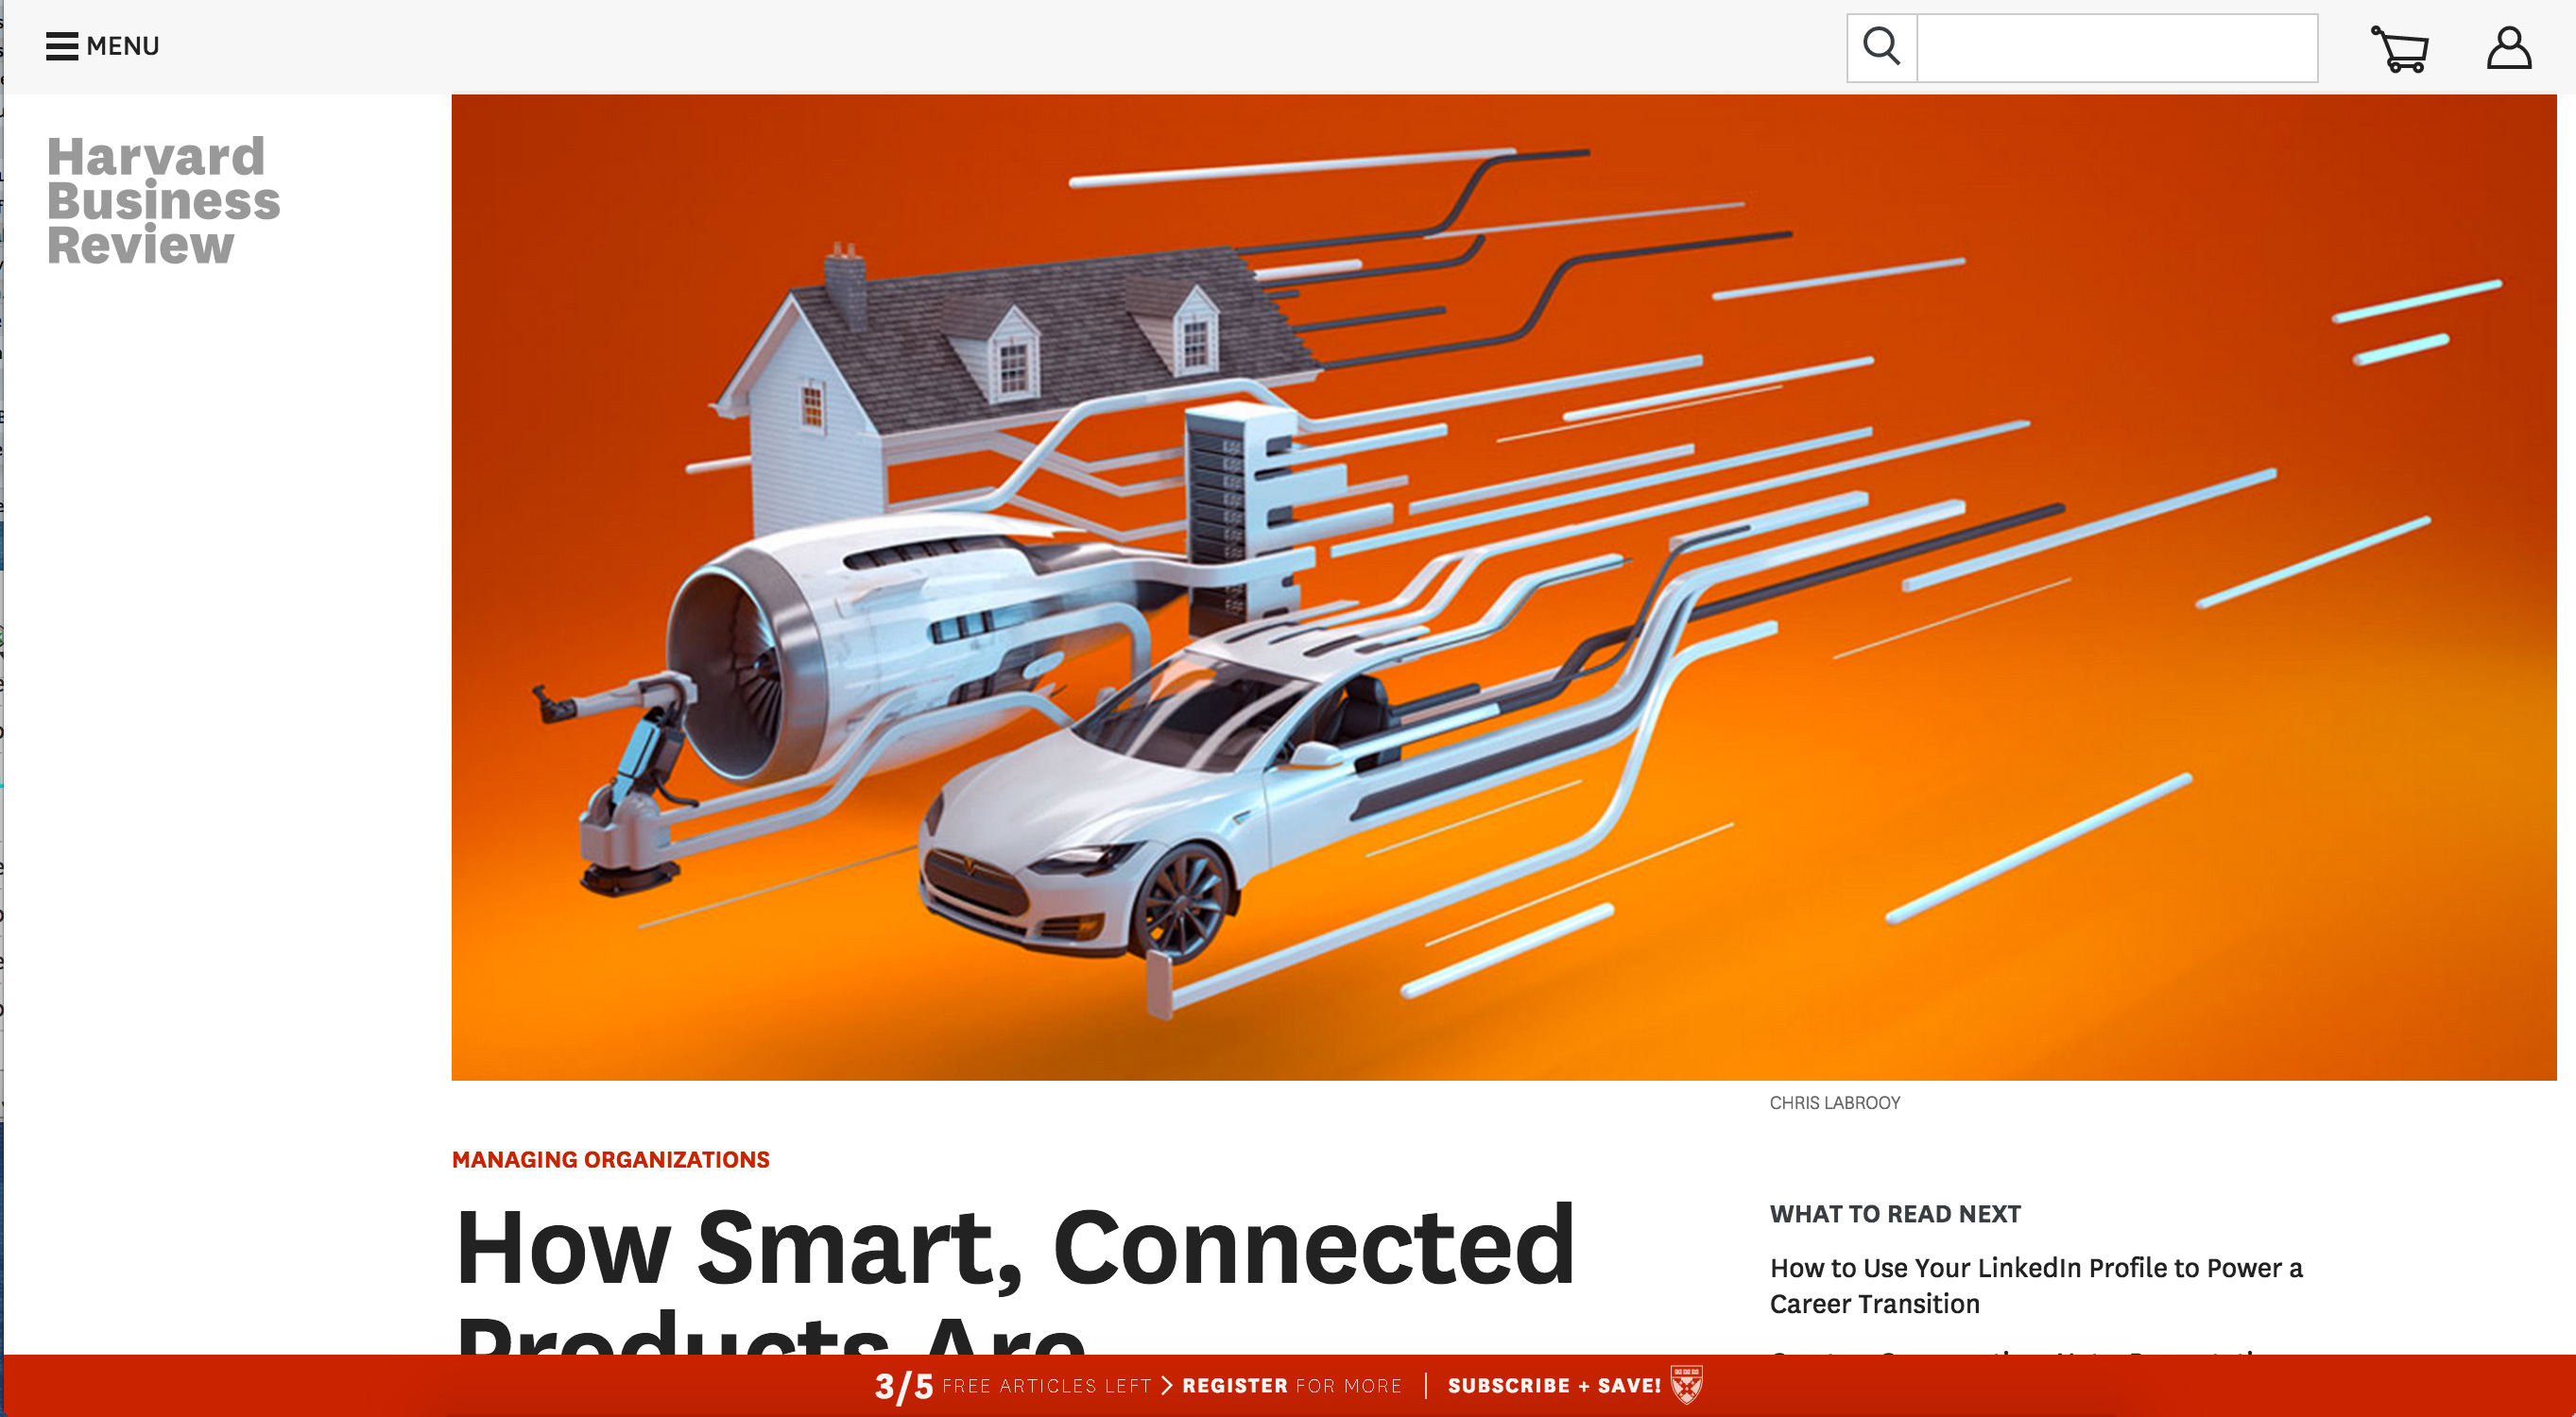 MENU
Harvard
Business
Review
CHRIS LABROOY
MANAGING ORGANIZATIONS
How Smart, Connected
Products Are
WHAT TO READ NEXT
How to Use Your LinkedIn Profile to Power a
Career Transition
3/5 FREE ARTICLES LEFT > REGISTER FOR MORE | SUBSCRIBE + SAVE!